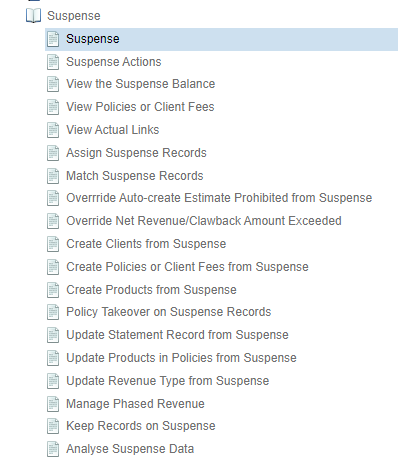 Suspense
Suspense
Suspense Actions
View the Suspense Balance
View Policies or Client Fees
View Actual Links
Assign Suspense Records
Match Suspense Records
Overrride Auto-create Estimate Prohibited from Suspense
Override Net Revenue/Clawback Amount Exceeded
Create Clients from Suspense
Create Policies or Client Fees from Suspense
Create Products from Suspense
Policy Takeover on Suspense Records
Update Statement Record from Suspense
Update Products in Policies from Suspense
Update Revenue Type from Suspense
Manage Phased Revenue
Keep Records on Suspense
Analyse Suspense Data